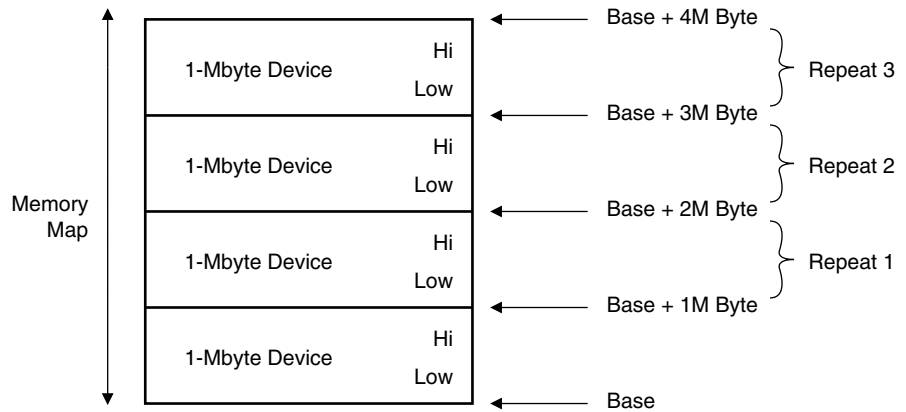 Base + 4M Byte
Hi
1-Mbyte Device
Low
Repeat 3
Base + 3M Byte
Hi
1-Mbyte Device
Low
Repeat 2
Memory
Map
Base + 2M Byte
Hi
1-Mbyte Device
Low
Repeat 1
Base + 1M Byte
Hi
1-Mbyte Device
Low
Base